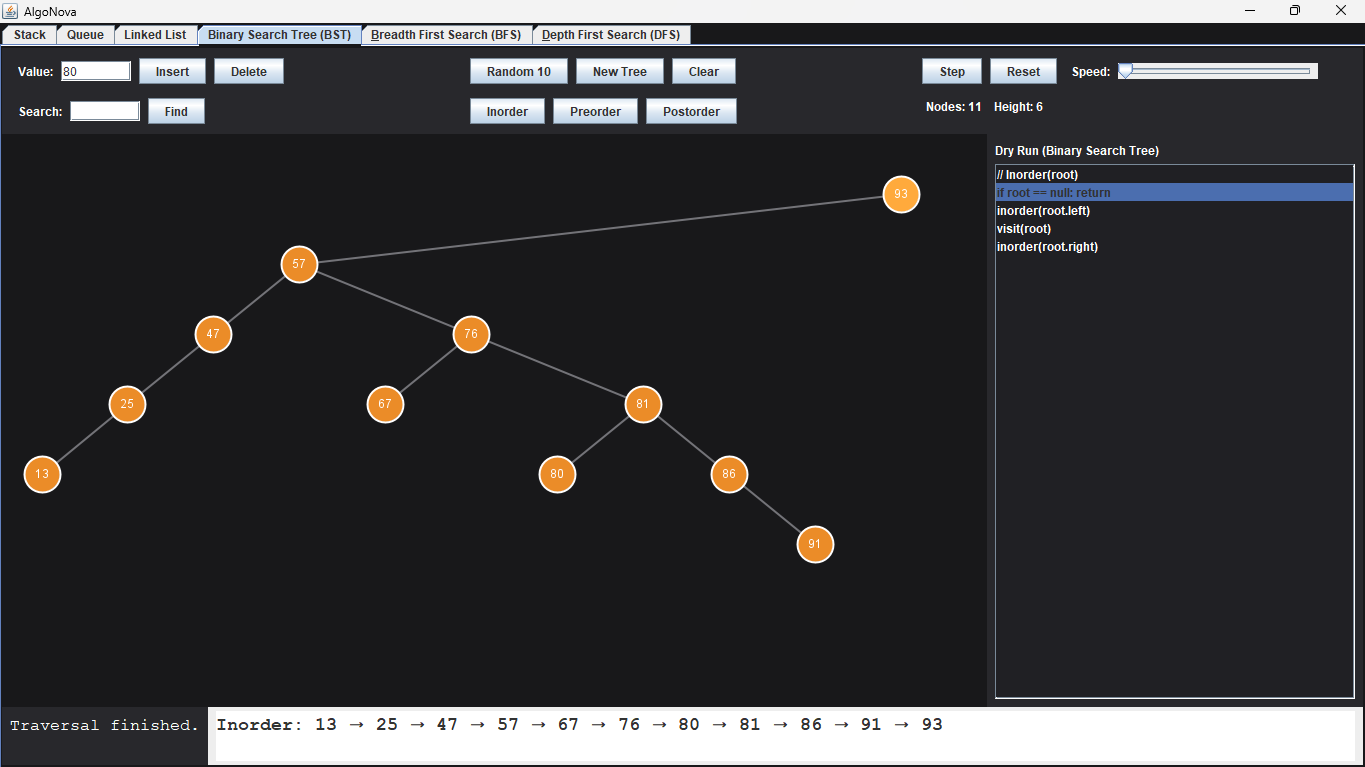 AlgoNova
Stack Queue Linked List Binary Search Tree (BST) Breadth First Search (BFS) Depth First Search (DFS)
Value: 80 Insert Delete Random 10 New Tree Clear Step Reset Speed:
Search: Find Inorder Preorder Postorder Nodes: 11 Height: 6
Dry Run (Binary Search Tree)
// Inorder(root)
if root == null: return
inorder(root.left)
visit(root)
inorder(root.right)
93
57
47 76
25 67 81
13 80 86
91
Traversal finished. Inorder: 13 → 25 → 47 → 57 → 67 → 76 → 80 → 81 → 86 → 91 → 93